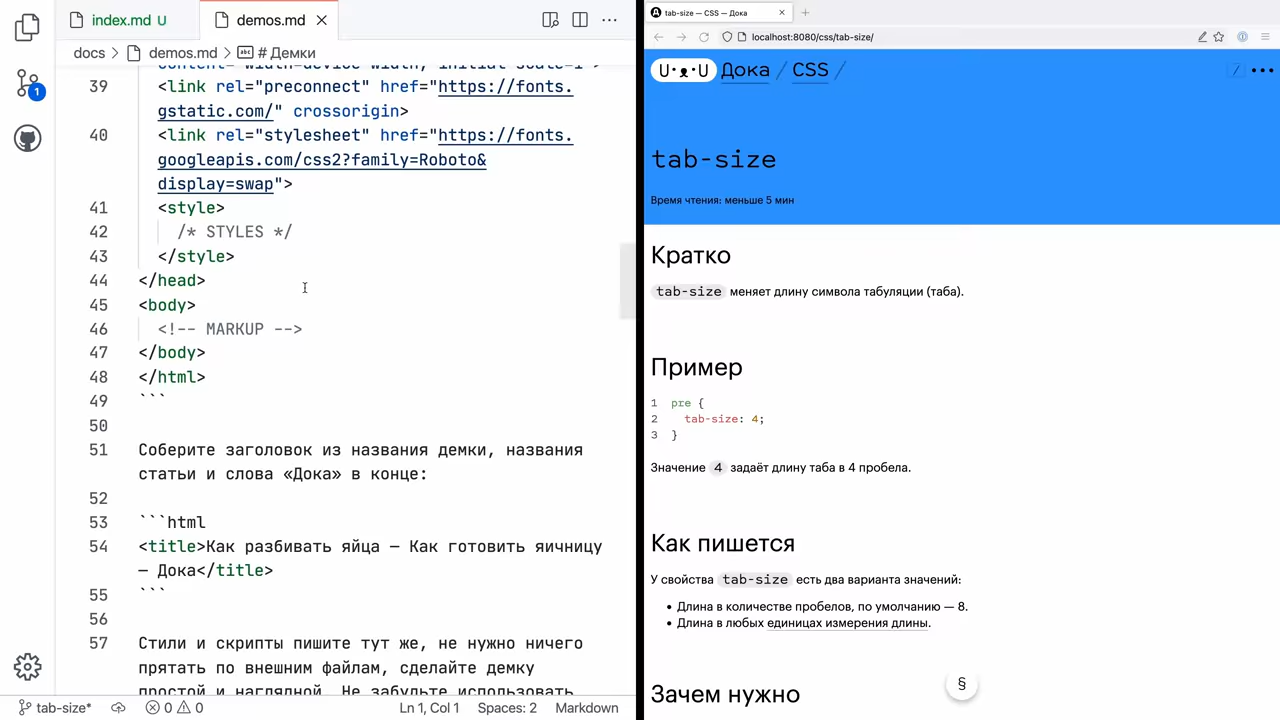 index.md U
demos.md
docs > demos.md > # Демки
content="width=device-width, initial-scale=1">
39 <link rel="preconnect" href="https://fonts.
gstatic.com/" crossorigin>
40 <link rel="stylesheet" href="https://fonts.
googleapis.com/css2?family=Roboto&
display=swap">
41 <style>
42 /* STYLES */
43 </style>
44 </head>
45 <body>
46 <!-- MARKUP -->
47 </body>
48 </html>
49 ```
50
51 Соберите заголовок из названия демки, названия
статьи и слова «Дока» в конце:
52
53 ```html
54 <title>Как разбивать яйца — Как готовить яичницу
— Дока</title>
55 ```
56
57 Стили и скрипты пишите тут же, не нужно ничего
прятать по внешним файлам, сделайте демку
простой и наглядной. Не забудьте использовать
1
tab-size* 0 0 Ln 1, Col 1 Spaces: 2 Markdown
tab-size — CSS — Дока
localhost:8080/css/tab-size/
Дока / CSS /
/
tab-size
Время чтения: меньше 5 мин
Кратко
tab-size меняет длину символа табуляции (таба).
Пример
1 pre {
2 tab-size: 4;
3 }
Значение 4 задаёт длину таба в 4 пробела.
Как пишется
У свойства tab-size есть два варианта значений:
• Длина в количестве пробелов, по умолчанию — 8.
• Длина в любых единицах измерения длины.
§
Зачем нужно